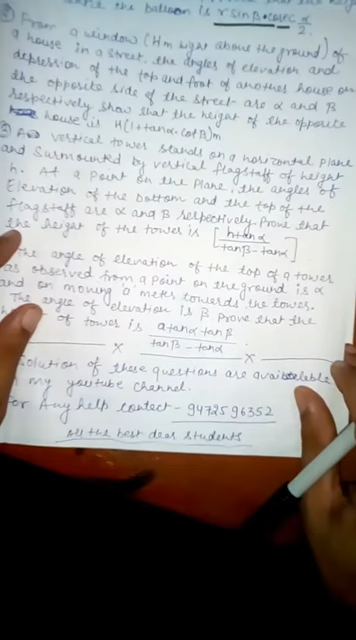 the balloon is r sinβ • cosec α/2.
③ From a window (H m hight above the ground) of
a house in a street, the angles of elevation and
depression of the top and foot of another house on
the opposite side of the street are α and β
respectively show that the height of the opposite
house is H(1+tanα.cotβ)m
vertical tower stands on a horizontal plane
and Surmounted by vertical flagstaff of height
h. At a Point on the Plane, the angles of
Elevation of the bottom and the top of the
flagstaff are α and β respectively. Prove that
the height of the tower is [h tanα / tanβ - tanα]
The angle of elevation of the top of a tower
as observed from a point on the ground is α
and on moving 'a' meter towards the tower.
The angle of elevation is β prove that the
of tower is a tanα tanβ / tanβ - tanα
x x
Solution of these questions are
my youtube channel.
For Any help contact - 9472596352
All the best dear students